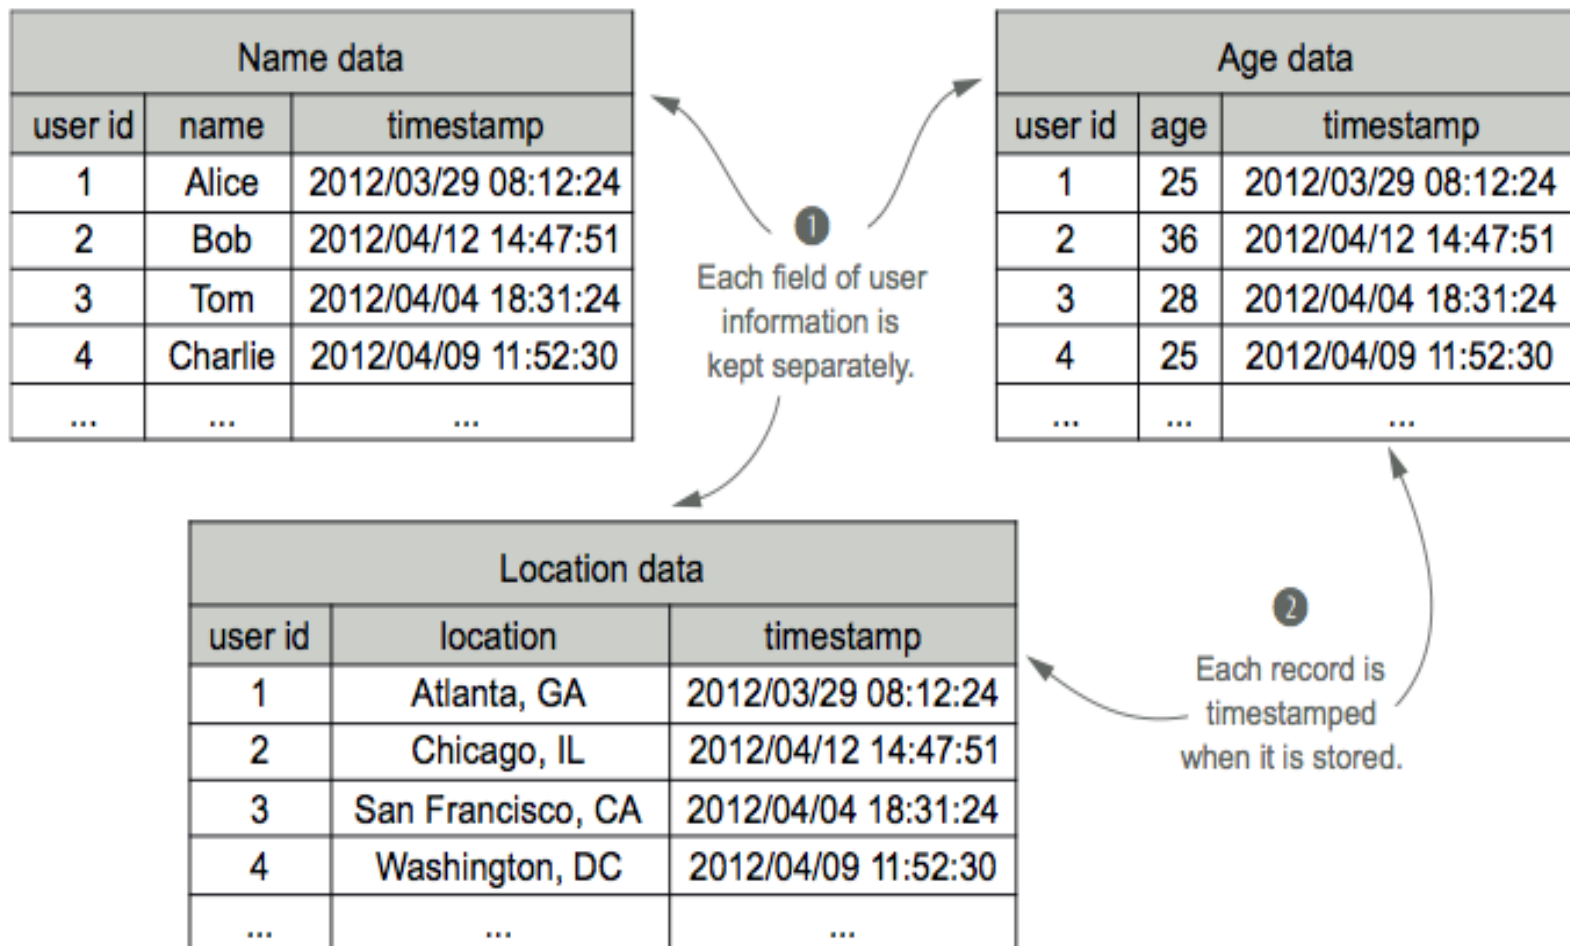 Name data
user id name timestamp
1 Alice 2012/03/29 08:12:24
2 Bob 2012/04/12 14:47:51
3 Tom 2012/04/04 18:31:24
4 Charlie 2012/04/09 11:52:30
... ... ...
Age data
user id age timestamp
1 25 2012/03/29 08:12:24
2 36 2012/04/12 14:47:51
3 28 2012/04/04 18:31:24
4 25 2012/04/09 11:52:30
... ... ...
1
Each field of user
information is
kept separately.
Location data
user id location timestamp
1 Atlanta, GA 2012/03/29 08:12:24
2 Chicago, IL 2012/04/12 14:47:51
3 San Francisco, CA 2012/04/04 18:31:24
4 Washington, DC 2012/04/09 11:52:30
... ... ...
2
Each record is
timestamped
when it is stored.